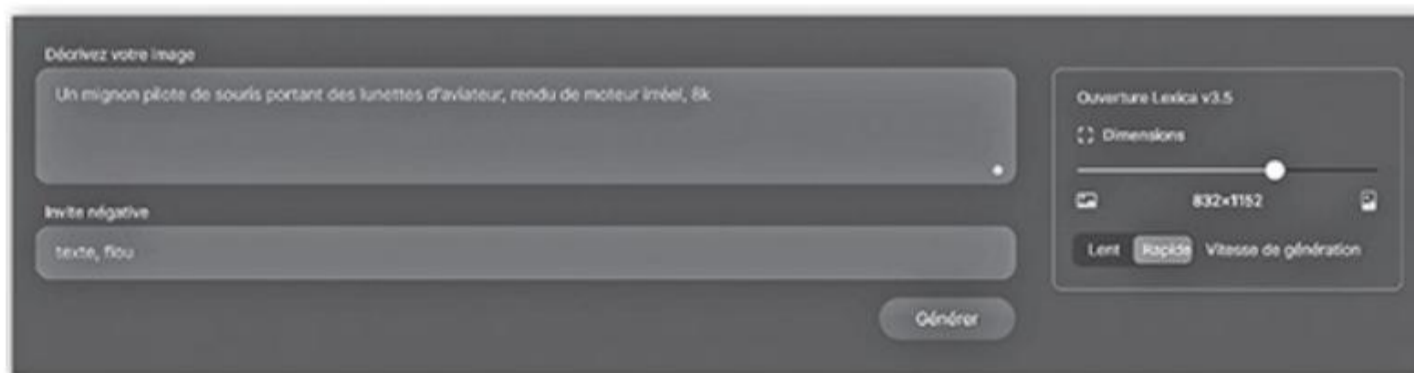 Décrivez votre image
Un mignon pilote de souris portant des lunettes d'aviateur, rendu de moteur irréel, 8k
Invite négative
texte, flou
Générer
Ouverture Lexica v3.5
Dimensions
832×1152
Lent Rapide Vitesse de génération